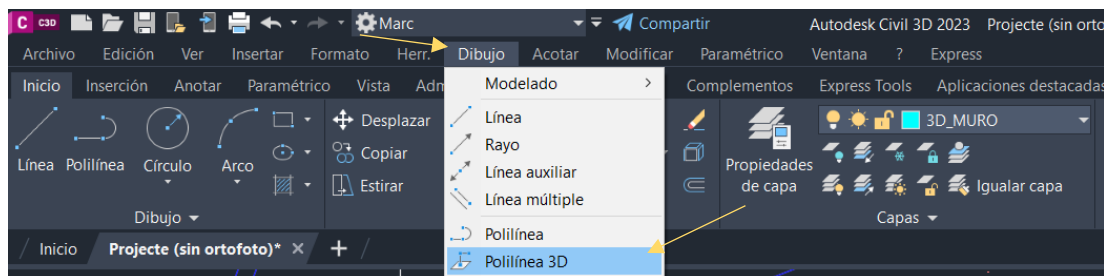 C C3D Marc Compartir Autodesk Civil 3D 2023 Projecte (sin orto
Archivo Edición Ver Insertar Formato Herr. Dibujo Acotar Modificar Paramétrico Ventana ? Express
Inicio Inserción Anotar Paramétrico Vista Adm Modelado > Complementos Express Tools Aplicaciones destacadas
Línea Polilínea Círculo Arco
Desplazar
Copiar
Estirar
Dibujo
Línea
Rayo
Línea auxiliar
Línea múltiple
Polilínea
Polilínea 3D
Propiedades
de capa
3D_MURO
Igualar capa
Capas
Inicio Projecte (sin ortofoto)* × +